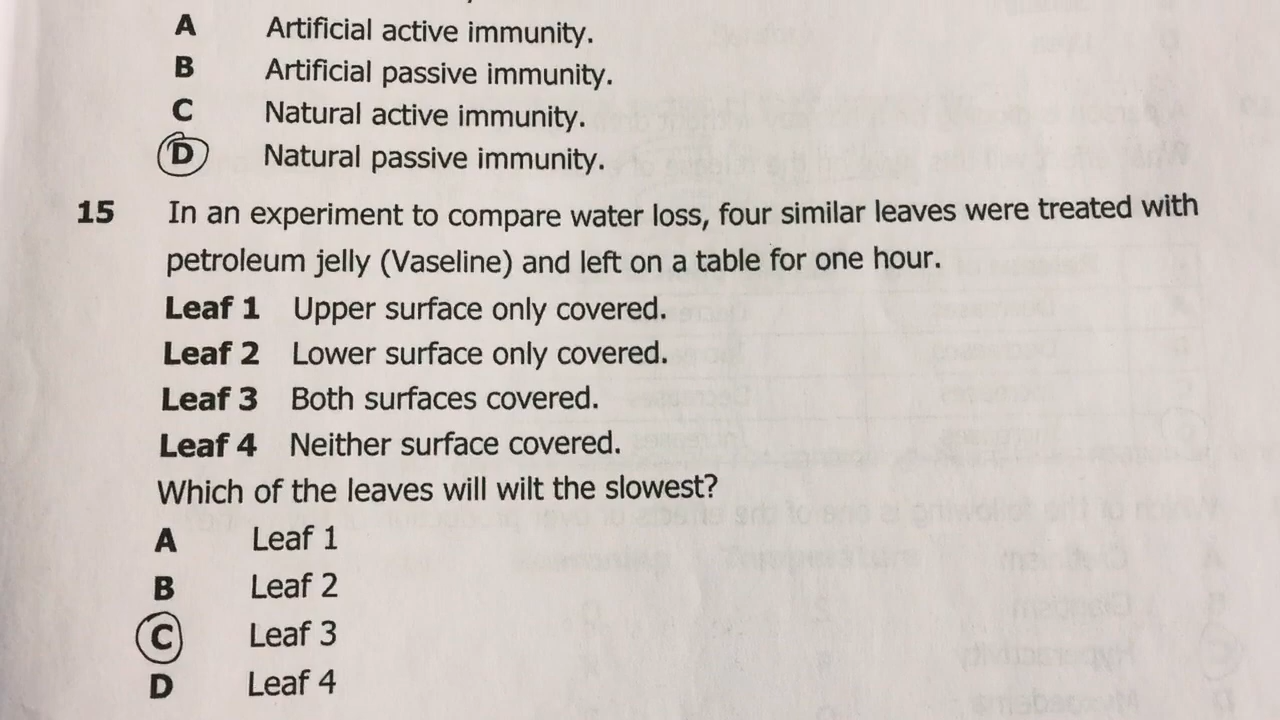 A Artificial active immunity.
B Artificial passive immunity.
C Natural active immunity.
D Natural passive immunity.
15 In an experiment to compare water loss, four similar leaves were treated with
petroleum jelly (Vaseline) and left on a table for one hour.
Leaf 1 Upper surface only covered.
Leaf 2 Lower surface only covered.
Leaf 3 Both surfaces covered.
Leaf 4 Neither surface covered.
Which of the leaves will wilt the slowest?
A Leaf 1
B Leaf 2
C Leaf 3
D Leaf 4